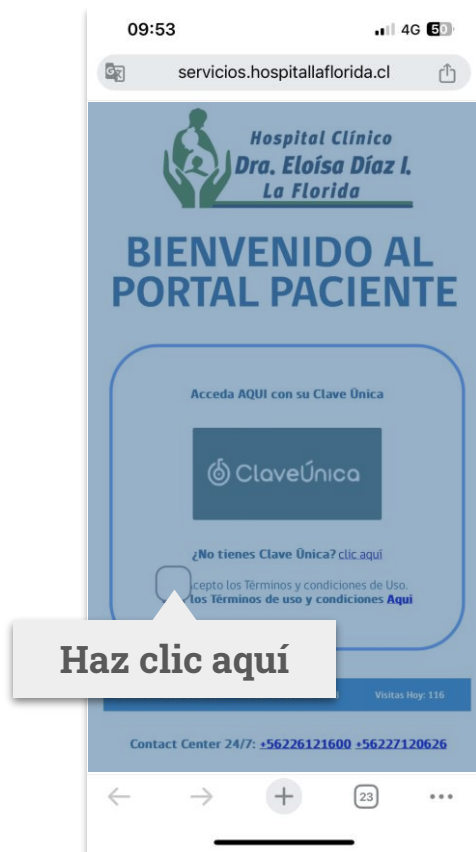 09:53
4G 50
servicios.hospitallaflorida.cl
Hospital Clínico
Dra. Eloísa Díaz I.
La Florida
BIENVENIDO AL
PORTAL PACIENTE
Acceda AQUI con su Clave Única
ClaveÚnica
¿No tienes Clave Única? clic aqui
cepto los Términos y condiciones de Uso.
los Términos de uso y condiciones Aqui
Haz clic aquí
Visitas Hoy: 116
Contact Center 24/7: +56226121600 +56227120626
23